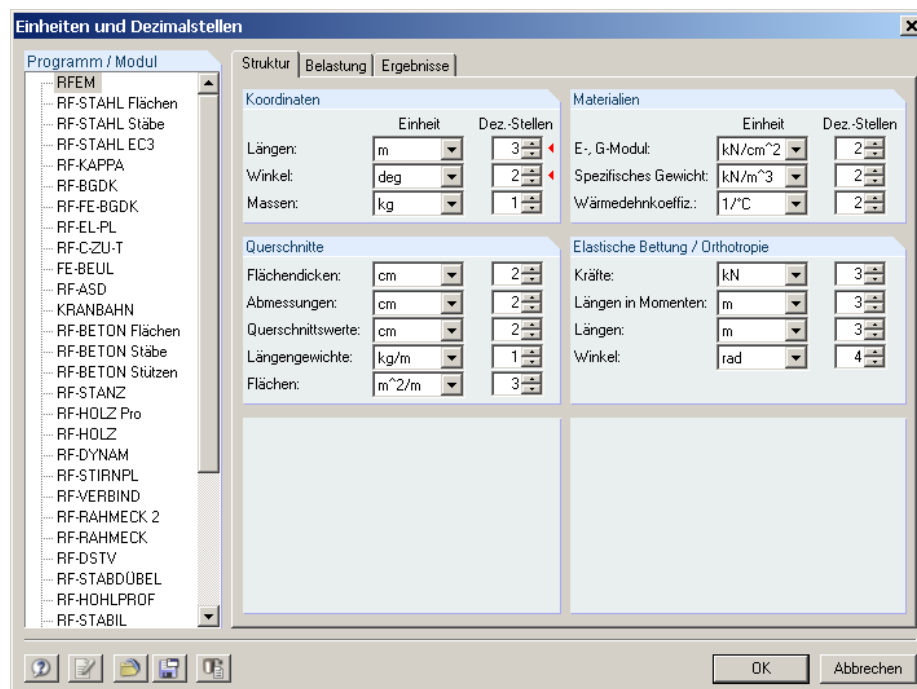 Einheiten und Dezimalstellen
Programm / Modul
RFEM
RF-STAHL Flächen
RF-STAHL Stäbe
RF-STAHL EC3
RF-KAPPA
RF-BGDK
RF-FE-BGDK
RF-EL-PL
RF-C-ZU-T
FE-BEUL
RF-ASD
KRANBAHN
RF-BETON Flächen
RF-BETON Stäbe
RF-BETON Stützen
RF-STANZ
RF-HOLZ Pro
RF-HOLZ
RF-DYNAM
RF-STIRNPL
RF-VERBIND
RF-RAHMECK 2
RF-RAHMECK
RF-DSTV
RF-STABDÜBEL
RF-HOHLPROF
RF-STABIL
Struktur Belastung Ergebnisse
Koordinaten
Einheit Dez.-Stellen
Längen: m 3
Winkel: deg 2
Massen: kg 1
Materialien
Einheit Dez.-Stellen
E-, G-Modul: kN/cm^2 2
Spezifisches Gewicht: kN/m^3 2
Wärmedehnkoeffiz.: 1/°C 2
Querschnitte
Flächendicken: cm 2
Abmessungen: cm 2
Querschnittswerte: cm 2
Längengewichte: kg/m 1
Flächen: m^2/m 3
Elastische Bettung / Orthotropie
Kräfte: kN 3
Längen in Momenten: m 3
Längen: m 3
Winkel: rad 4
OK Abbrechen